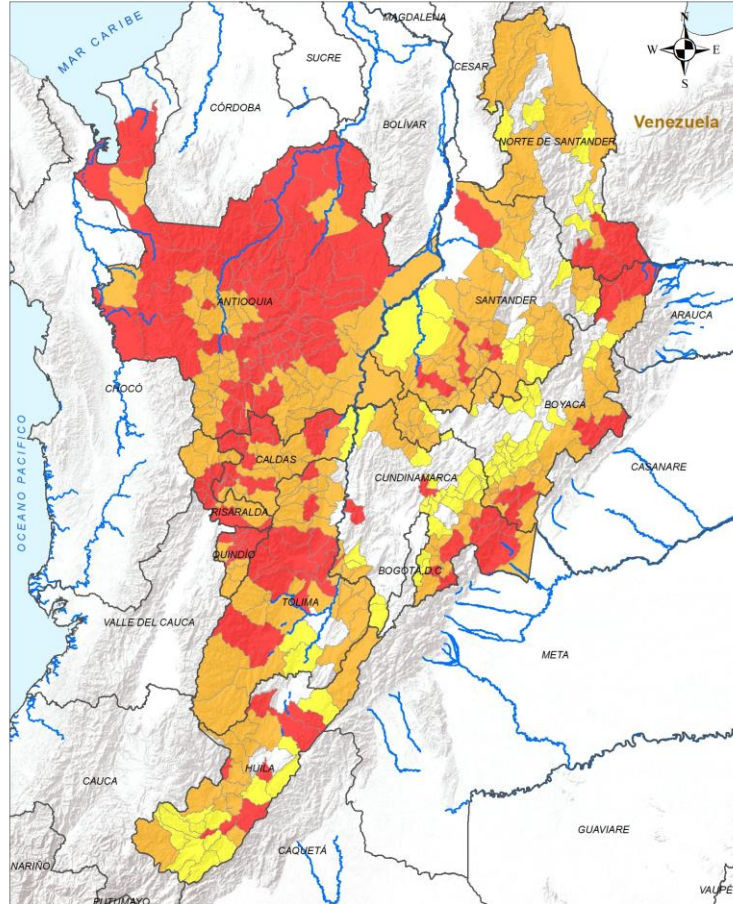 MAGDALENA
N
W E
S
MAR CARIBE
SUCRE
CESAR
CÓRDOBA
BOLÍVAR
Venezuela
NORTE DE SANTANDER
ANTIOQUIA
SANTANDER
ARAUCA
CHOCÓ
BOYACÁ
OCEANO PACIFICO
CALDAS
CUNDINAMARCA
CASANARE
RISARALDA
QUINDÍO
BOGOTÁ, D.C
TOLIMA
VALLE DEL CAUCA
META
HUILA
CAUCA
GUAVIARE
CAQUETÁ
NARIÑO
PUTUMAYO
VAUPÉ